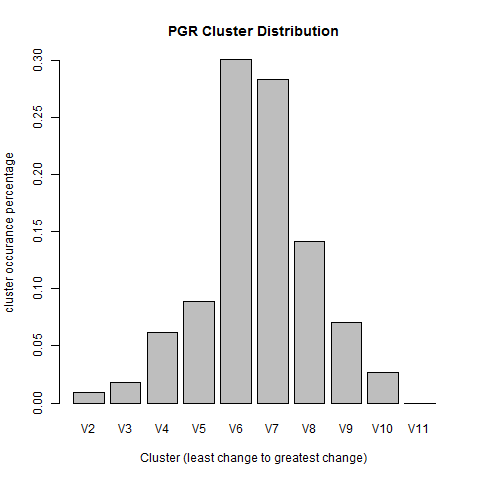 PGR Cluster Distribution
cluster occurance percentage
0.30
0.25
0.20
0.15
0.10
0.05
0.00
V2 V3 V4 V5 V6 V7 V8 V9 V10 V11
Cluster (least change to greatest change)